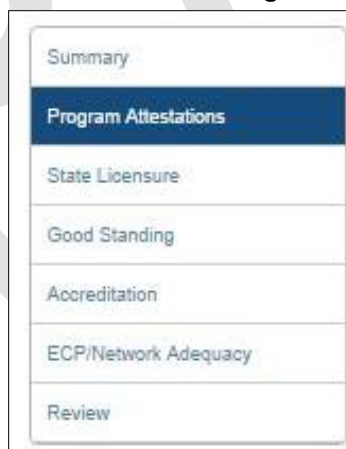 Summary
Program Attestations
State Licensure
Good Standing
Accreditation
ECP/Network Adequacy
Review